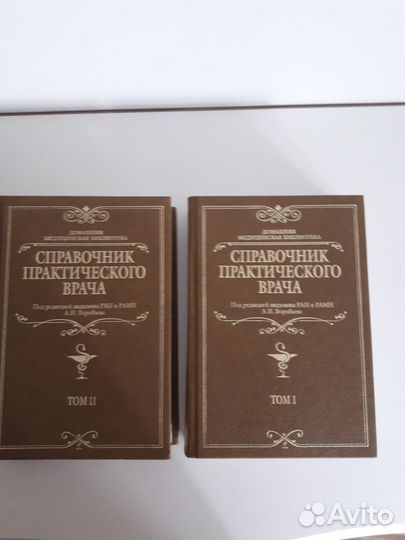 ДОМАШНЯЯ
МЕДИЦИНСКАЯ БИБЛИОТЕКА
СПРАВОЧНИК
ПРАКТИЧЕСКОГО
ВРАЧА
Под редакцией академика РАН и РАМН
А.И. Воробьева
ТОМ II
ДОМАШНЯЯ
МЕДИЦИНСКАЯ БИБЛИОТЕКА
СПРАВОЧНИК
ПРАКТИЧЕСКОГО
ВРАЧА
Под редакцией академика РАН и РАМН
А.И. Воробьева
ТОМ I
Avito